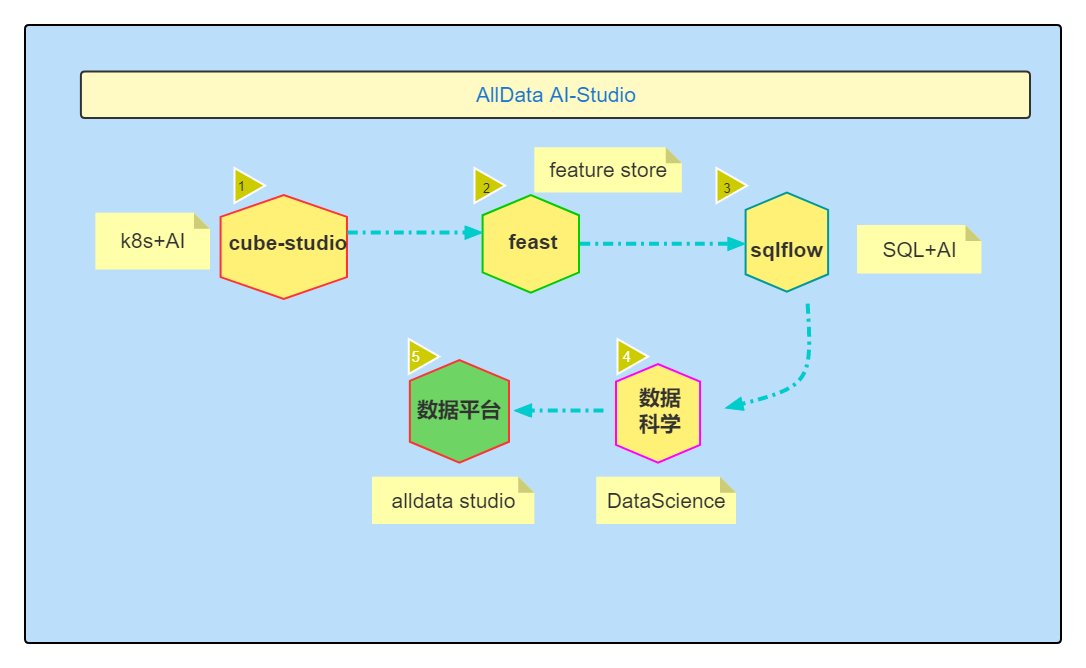 AllData AI-Studio
1
2
feature store
3
k8s+AI
cube-studio
feast
sqlflow
SQL+AI
5
4
数据平台
数据
科学
alldata studio
DataScience